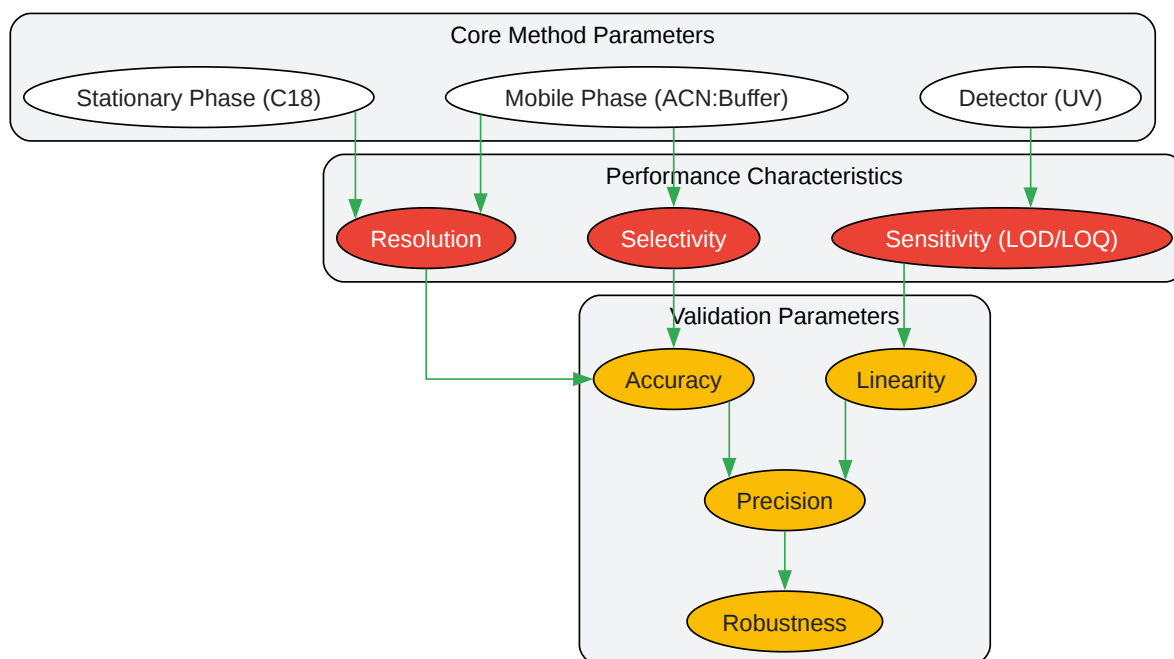 Core Method Parameters
Stationary Phase (C18)
Mobile Phase (ACN:Buffer)
Detector (UV)
Performance Characteristics
Resolution
Selectivity
Sensitivity (LOD/LOQ)
Validation Parameters
Accuracy
Linearity
Precision
Robustness